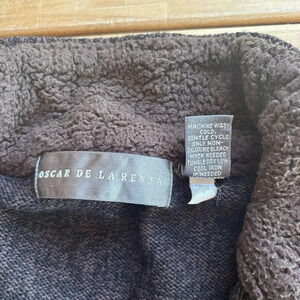 OSCAR DE LA RENTA
MACHINE WASH
COLD,
GENTLE CYCLE
ONLY NON-
CHLORINE BLEACH
WHEN NEEDED
TUMBLE DRY LOW
COOL IRON
IF NEEDED